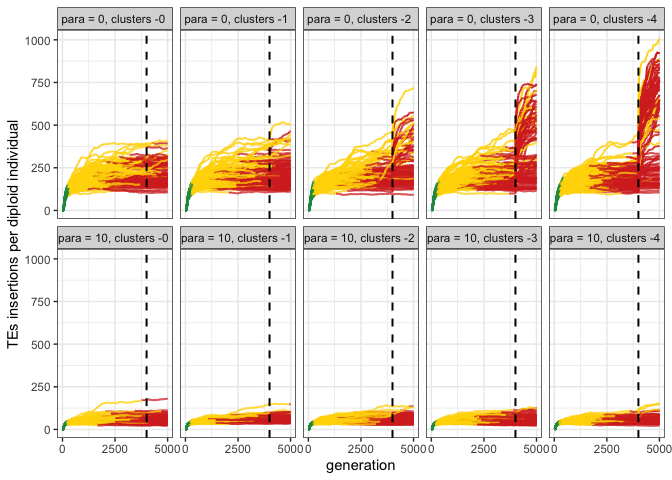 para = 0, clusters -0
para = 0, clusters -1
para = 0, clusters -2
para = 0, clusters -3
para = 0, clusters -4
1000
750
500
250
0
TEs insertions per diploid individual
para = 10, clusters -0
para = 10, clusters -1
para = 10, clusters -2
para = 10, clusters -3
para = 10, clusters -4
1000
750
500
250
0
0 2500 5000 0 2500 5000 0 2500 5000 0 2500 5000 0 2500 5000
generation